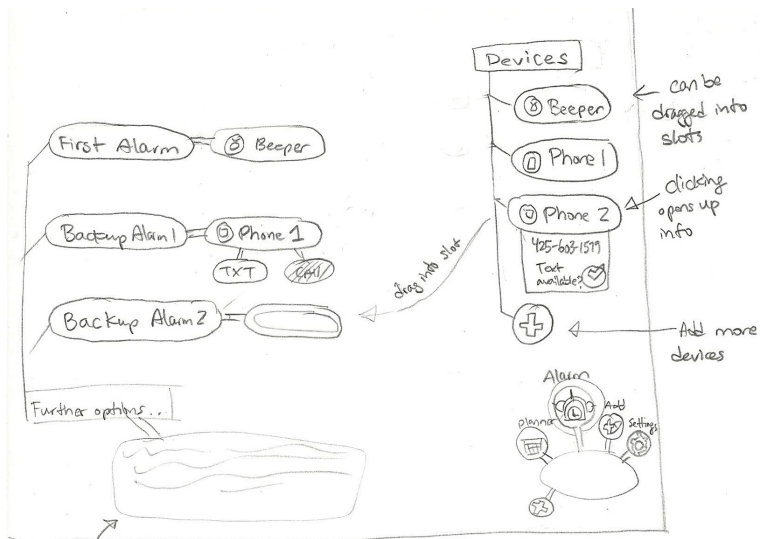 Devices
Beeper
can be
dragged into
slots
First Alarm
Beeper
Phone 1
clicking
opens up
info
Phone 2
Backup Alarm 1
Phone 1
425-603-1579
Text
available?
TXT
CALL
drag into slot
Backup Alarm 2
Add more
devices
Further options...
Alarm
planner
Add
Settings